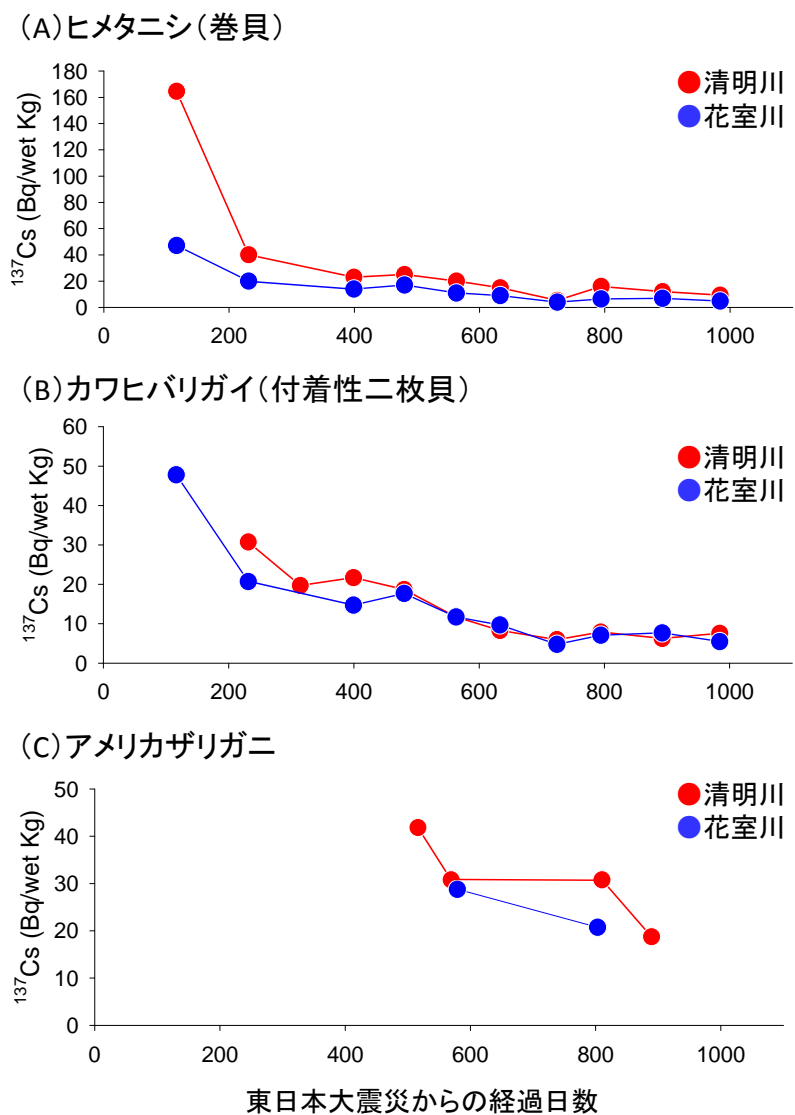 (A)ヒメタニシ(巻貝)
180
160
140
120
100
80
60
40
20
0
¹³⁷Cs (Bq/wet Kg)
清明川
花室川
0 200 400 600 800 1000
(B)カワヒバリガイ(付着性二枚貝)
60
50
40
30
20
10
0
¹³⁷Cs (Bq/wet Kg)
清明川
花室川
0 200 400 600 800 1000
(C)アメリカザリガニ
50
40
30
20
10
0
¹³⁷Cs (Bq/wet Kg)
清明川
花室川
0 200 400 600 800 1000
東日本大震災からの経過日数